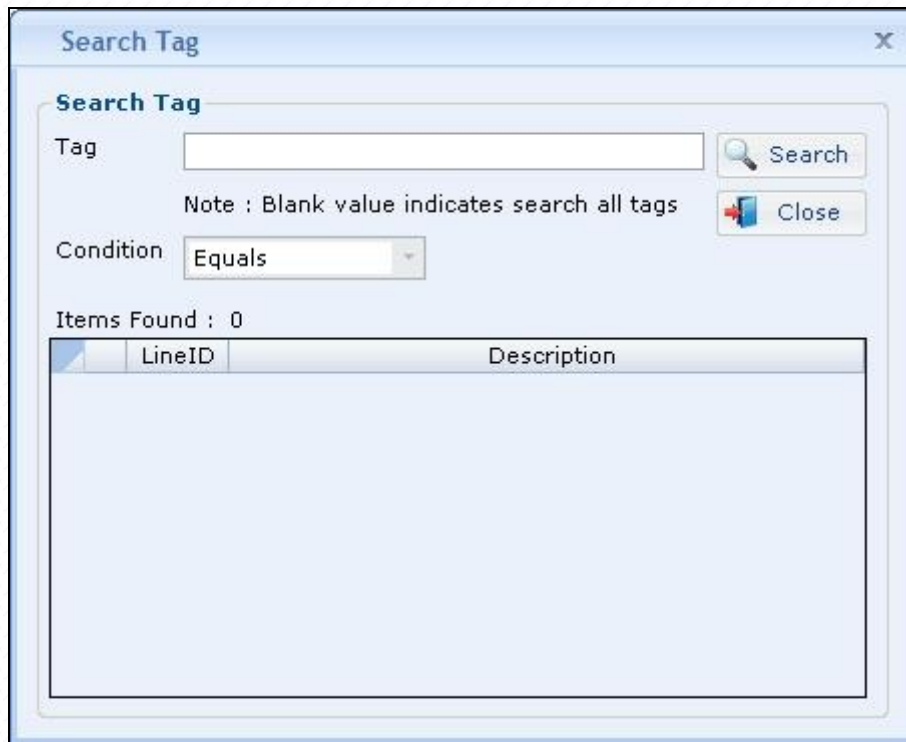 Search Tag
Search Tag
Tag
Search
Note : Blank value indicates search all tags
Close
Condition
Equals
Items Found : 0
LineID Description